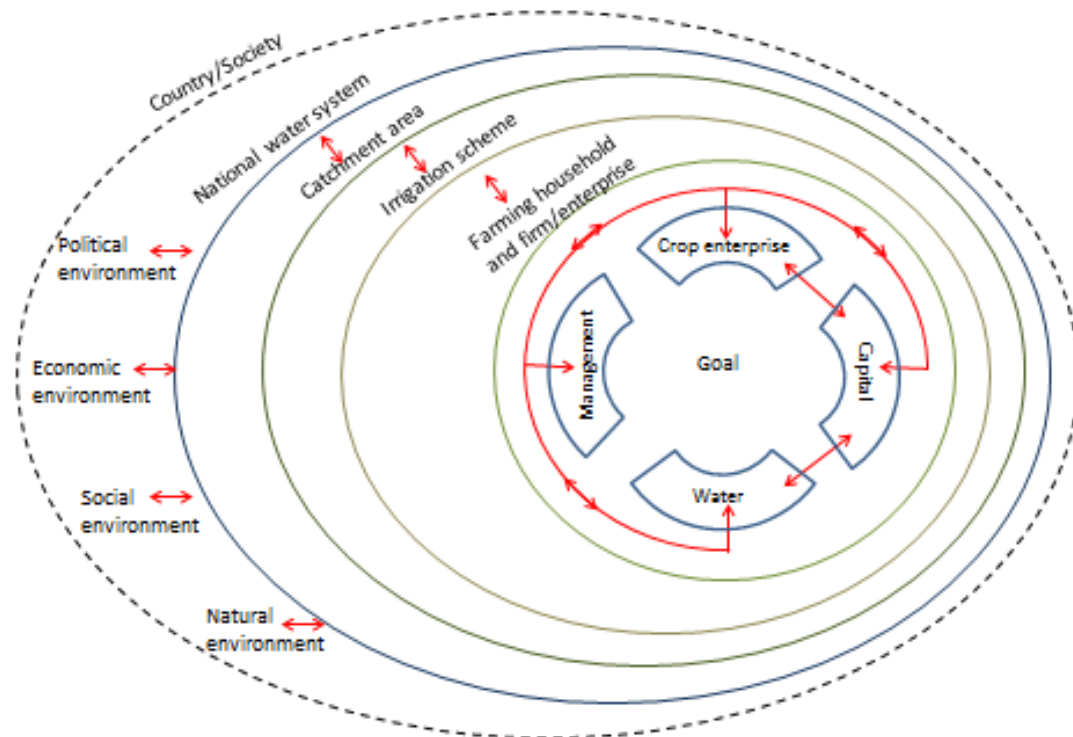 Country/Society
National water system
Catchment area
Irrigation scheme
Farming household
and firm/enterprise
Political
environment
Economic
environment
Social
environment
Natural
environment
Crop enterprise
Management
Goal
Capital
Water